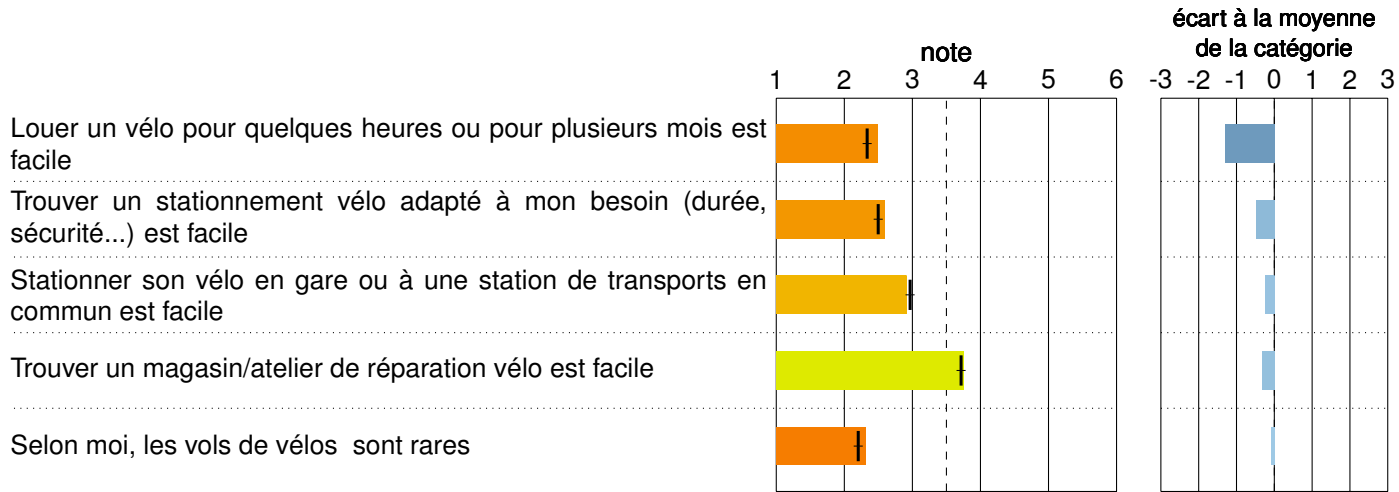 écart à la moyenne
note de la catégorie
1 2 3 4 5 6 -3 -2 -1 0 1 2 3
Louer un vélo pour quelques heures ou pour plusieurs mois est
facile
Trouver un stationnement vélo adapté à mon besoin (durée,
sécurité...) est facile
Stationner son vélo en gare ou à une station de transports en
commun est facile
Trouver un magasin/atelier de réparation vélo est facile
Selon moi, les vols de vélos sont rares